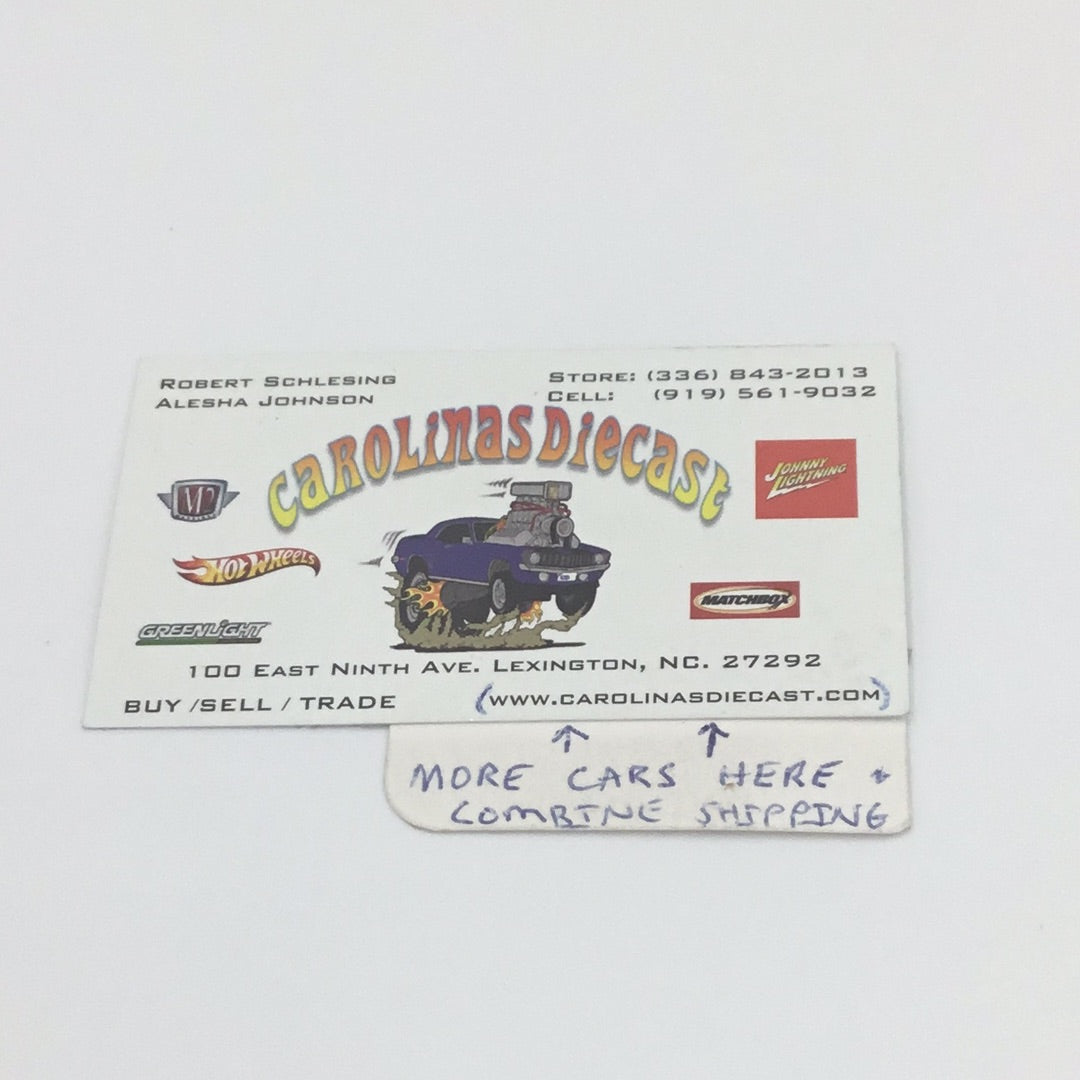 ROBERT SCHLESING
ALESHA JOHNSON
STORE: (336) 843-2013
CELL: (919) 561-9032
CAROLINAS DIECAST
M2
JOHNNY LIGHTNING
HOT WHEELS
MATCHBOX
GREENLIGHT
100 EAST NINTH AVE. LEXINGTON, NC. 27292
BUY /SELL / TRADE
(WWW.CAROLINASDIECAST.COM)
↑ ↑
MORE CARS HERE +
COMBINE SHIPPING